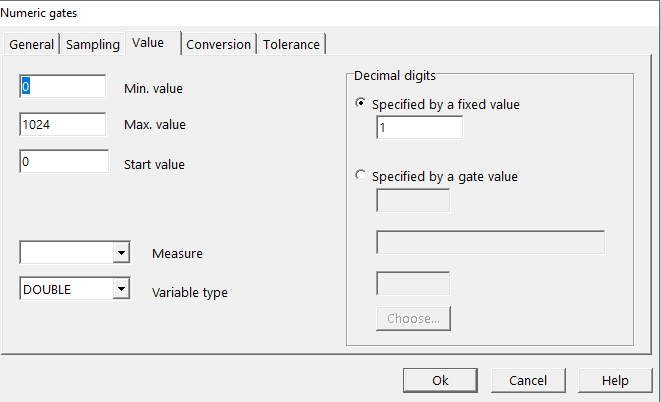 Numeric gates
General Sampling Value Conversion Tolerance
0 Min. value
1024 Max. value
0 Start value
Measure
DOUBLE Variable type
Decimal digits
Specified by a fixed value
1
Specified by a gate value
Choose...
Ok Cancel Help